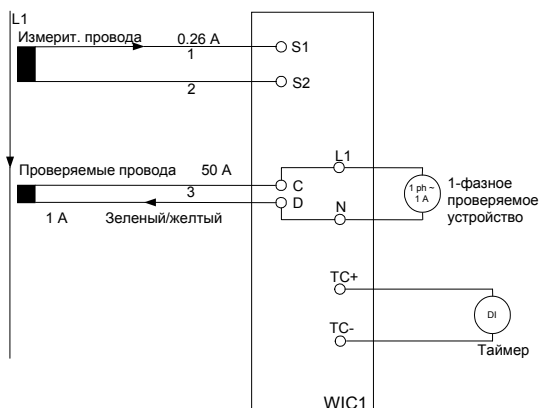 L1
Измерит. провода 0.26 A
1
S1
2
S2
L1
Проверяемые провода 50 A
C
3
D
1 ph ~
1 A
1-фазное
проверяемое
устройство
1 A Зеленый/желтый
N
TC+
DI
TC-
Таймер
WIC1